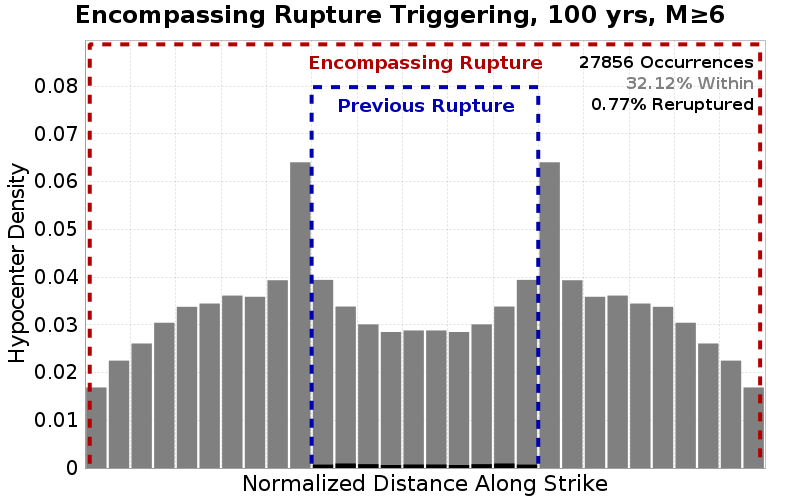 Encompassing Rupture Triggering, 100 yrs, M≥6
Encompassing Rupture
27856 Occurrences
32.12% Within
Previous Rupture
0.77% Reruptured
Hypocenter Density
0.08
0.07
0.06
0.05
0.04
0.03
0.02
0.01
0
Normalized Distance Along Strike